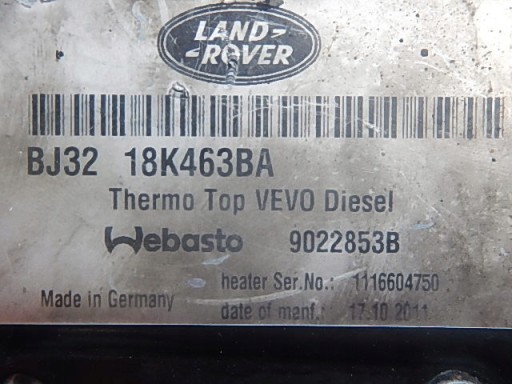 LAND-
ROVER
BJ32 18K463BA
Thermo Top VEVO Diesel
Webasto 9022853B
heater Ser.No.: 1116604750
Made in Germany
date of manf.: 17.10.2011